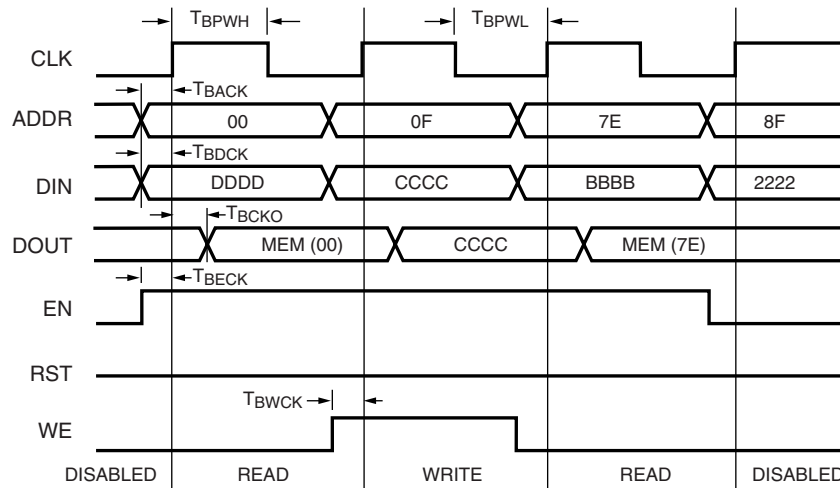 TBPWH TBPWL
CLK
TBACK
ADDR 00 0F 7E 8F
TBDCK
DIN DDDD CCCC BBBB 2222
TBCKO
DOUT MEM (00) CCCC MEM (7E)
TBECK
EN
RST
TBWCK
WE
DISABLED READ WRITE READ DISABLED